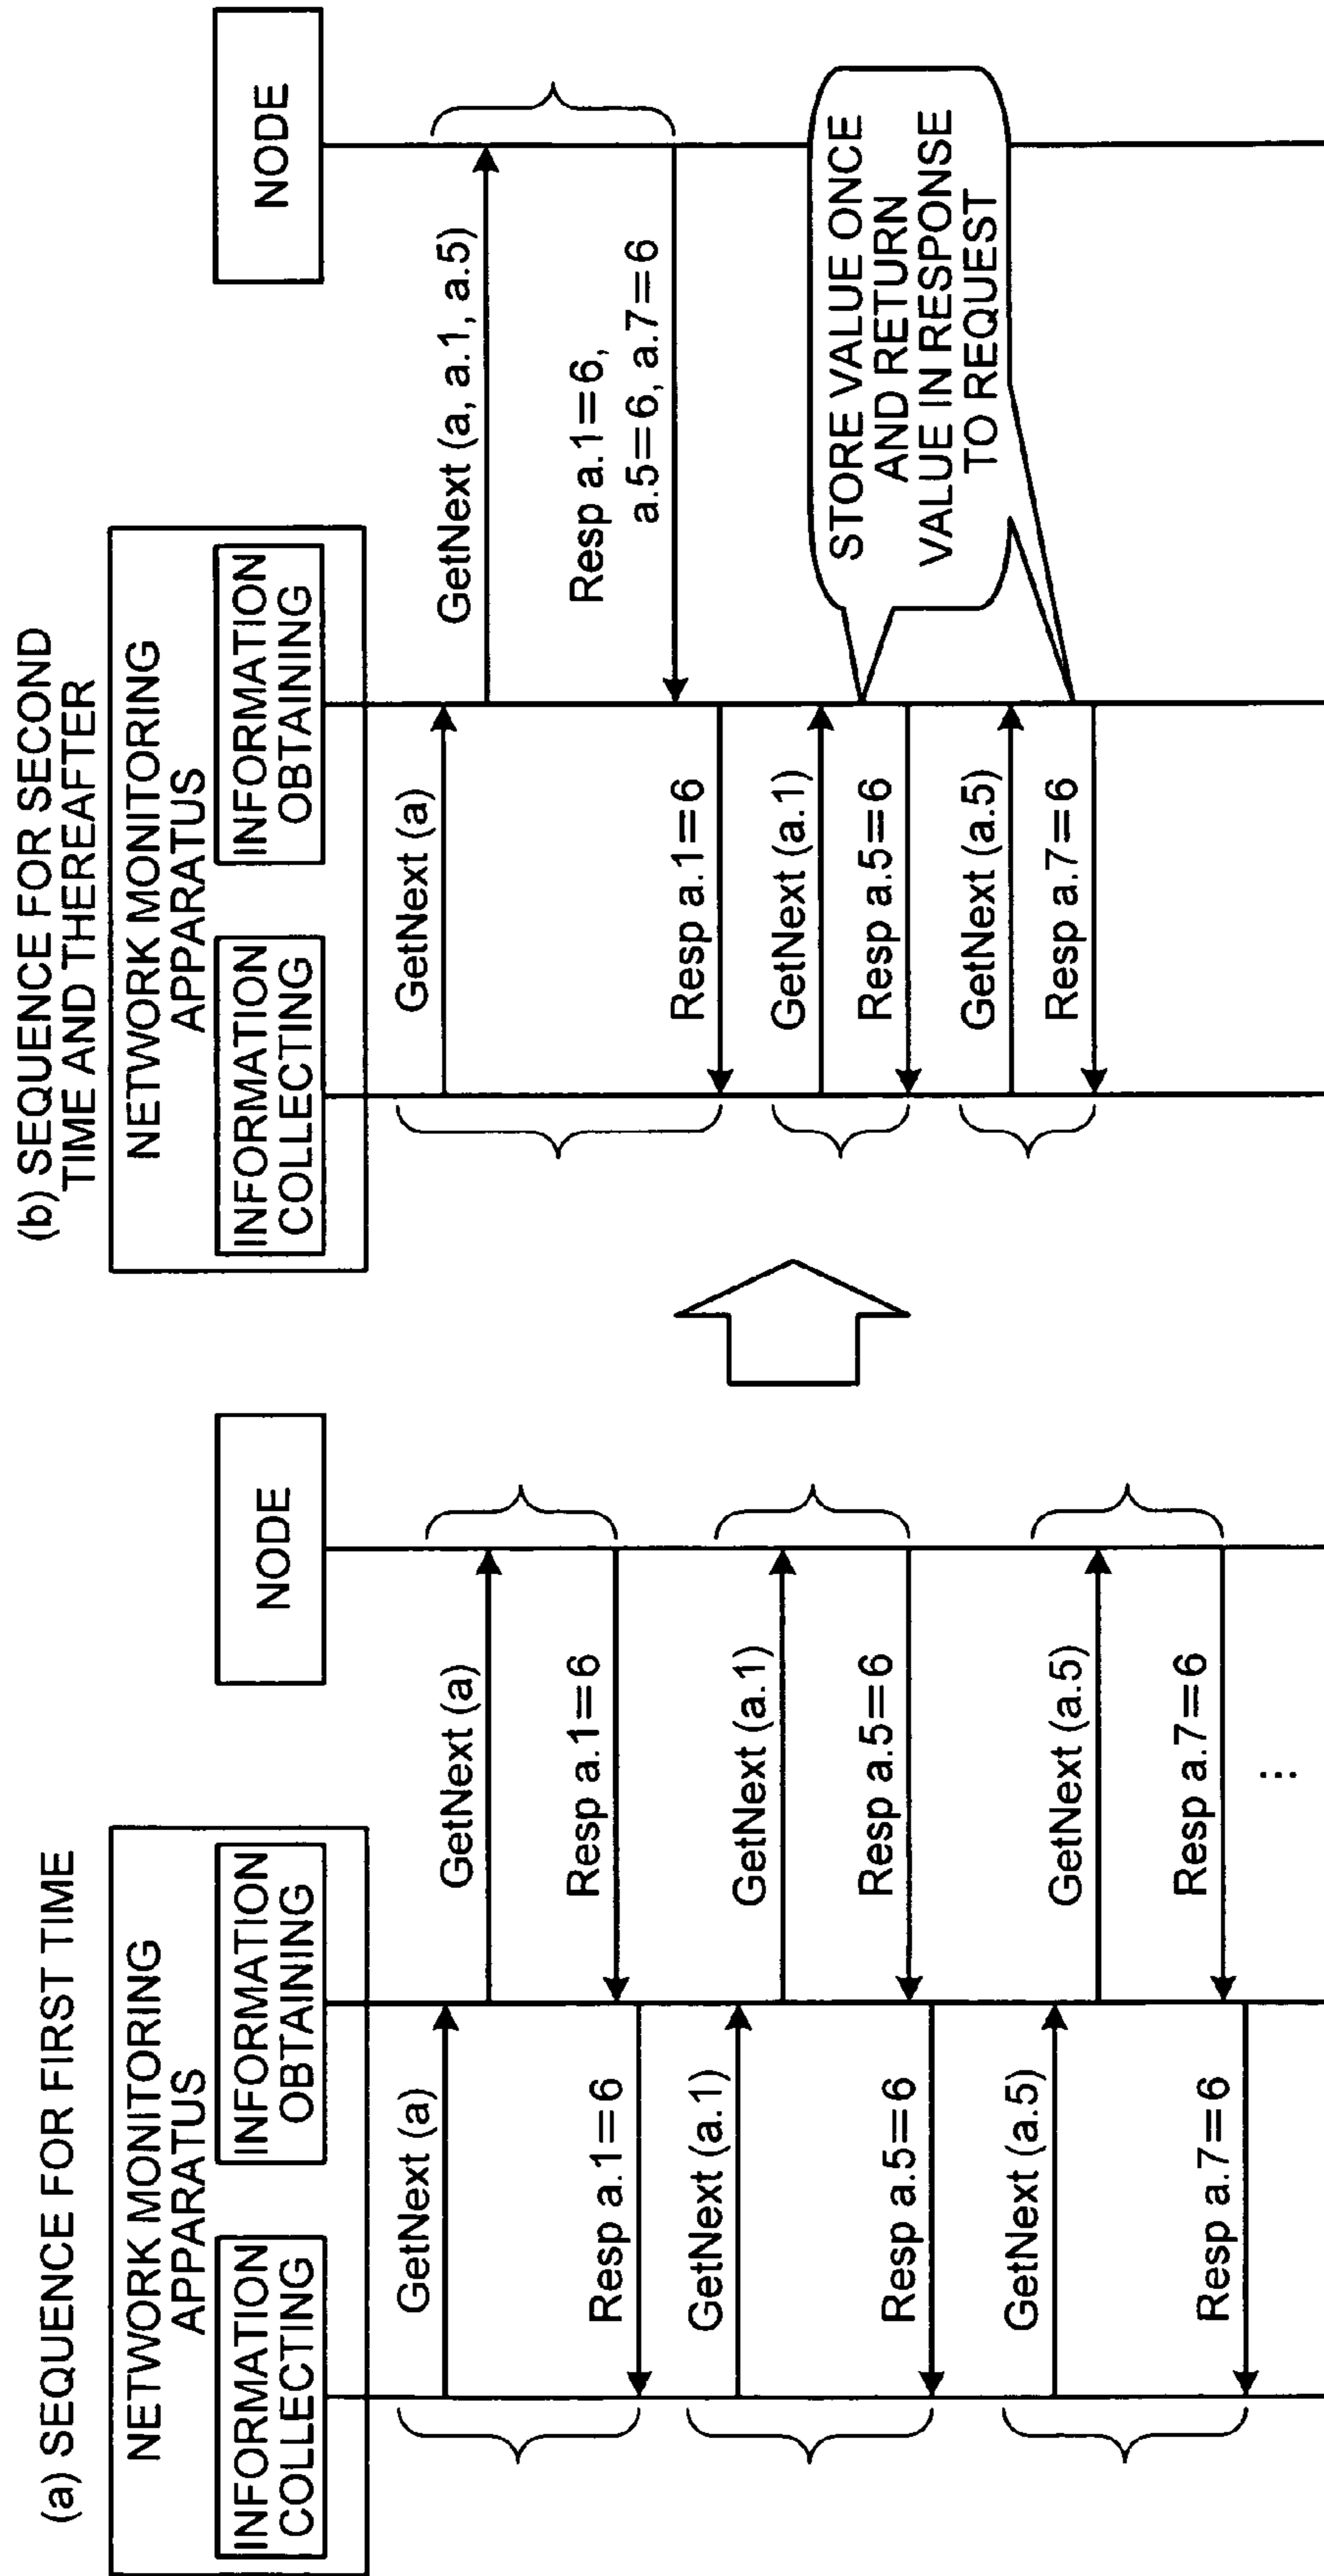 (a) SEQUENCE FOR FIRST TIME
NETWORK MONITORING
APPARATUS
INFORMATION
COLLECTING
INFORMATION
OBTAINING
NODE
GetNext (a)
GetNext (a)
Resp a.1=6
Resp a.1=6
GetNext (a.1)
GetNext (a.1)
Resp a.5=6
Resp a.5=6
GetNext (a.5)
GetNext (a.5)
Resp a.7=6
Resp a.7=6
...
(b) SEQUENCE FOR SECOND
TIME AND THEREAFTER
NETWORK MONITORING
APPARATUS
INFORMATION
COLLECTING
INFORMATION
OBTAINING
NODE
GetNext (a)
GetNext (a, a.1, a.5)
Resp a.1=6,
a.5=6, a.7=6
Resp a.1=6
GetNext (a.1)
Resp a.5=6
GetNext (a.5)
Resp a.7=6
STORE VALUE ONCE
AND RETURN
VALUE IN RESPONSE
TO REQUEST